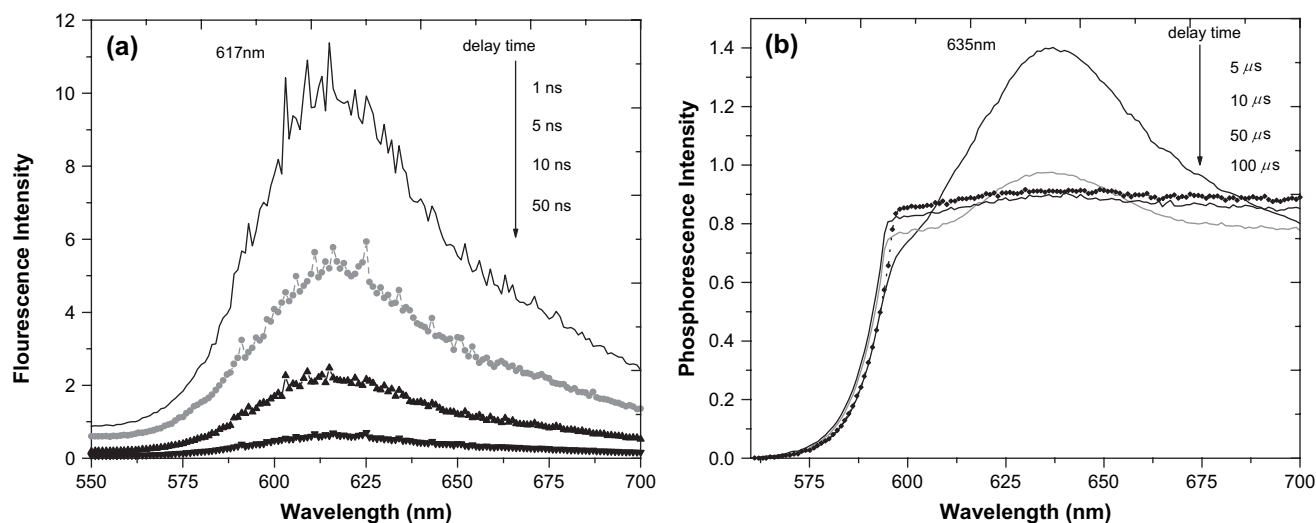 (a)
617nm
delay time
1 ns
5 ns
10 ns
50 ns
Flourescence Intensity
12
10
8
6
4
2
0
550 575 600 625 650 675 700
Wavelength (nm)
(b)
635nm
delay time
5 μs
10 μs
50 μs
100 μs
Phosphorescence Intensity
1.4
1.2
1.0
0.8
0.6
0.4
0.2
0.0
575 600 625 650 675 700
Wavelength (nm)